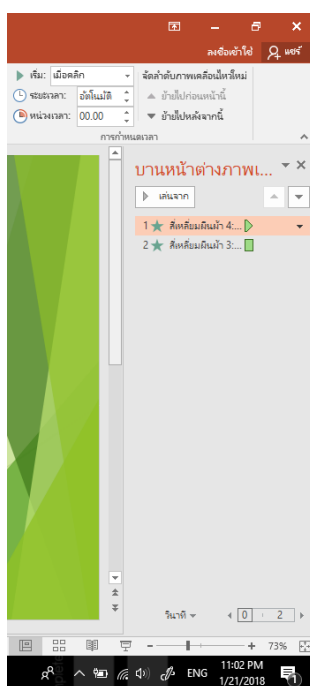 ลงชื่อเข้าใช้ แชร์
เริ่ม: เมื่อคลิก
จัดลำดับภาพเคลื่อนไหวใหม่
ระยะเวลา: อัตโนมัติ
ย้ายไปก่อนหน้านี้
หน่วงเวลา: 00.00
ย้ายไปหลังจากนี้
การกำหนดเวลา
บานหน้าต่างภาพเ...
เล่นจาก
1 สี่เหลี่ยมผืนผ้า 4:...
2 สี่เหลี่ยมผืนผ้า 3:...
วินาที 0 2
73%
ENG
11:02 PM
1/21/2018
1